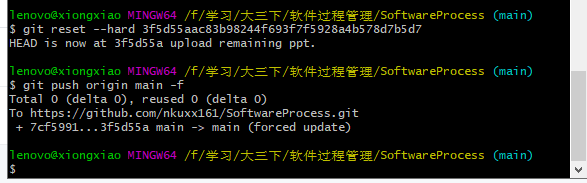 lenovo@xiongxiao MINGW64 /f/学习/大三下/软件过程管理/SoftwareProcess (main)
$ git reset --hard 3f5d55aac83b98244f693f7f5928a4b578d7b5d7
HEAD is now at 3f5d55a upload remaining ppt.
lenovo@xiongxiao MINGW64 /f/学习/大三下/软件过程管理/SoftwareProcess (main)
$ git push origin main -f
Total 0 (delta 0), reused 0 (delta 0)
To https://github.com/nkuxx161/SoftwareProcess.git
 + 7cf5991...3f5d55a main -> main (forced update)
lenovo@xiongxiao MINGW64 /f/学习/大三下/软件过程管理/SoftwareProcess (main)
$